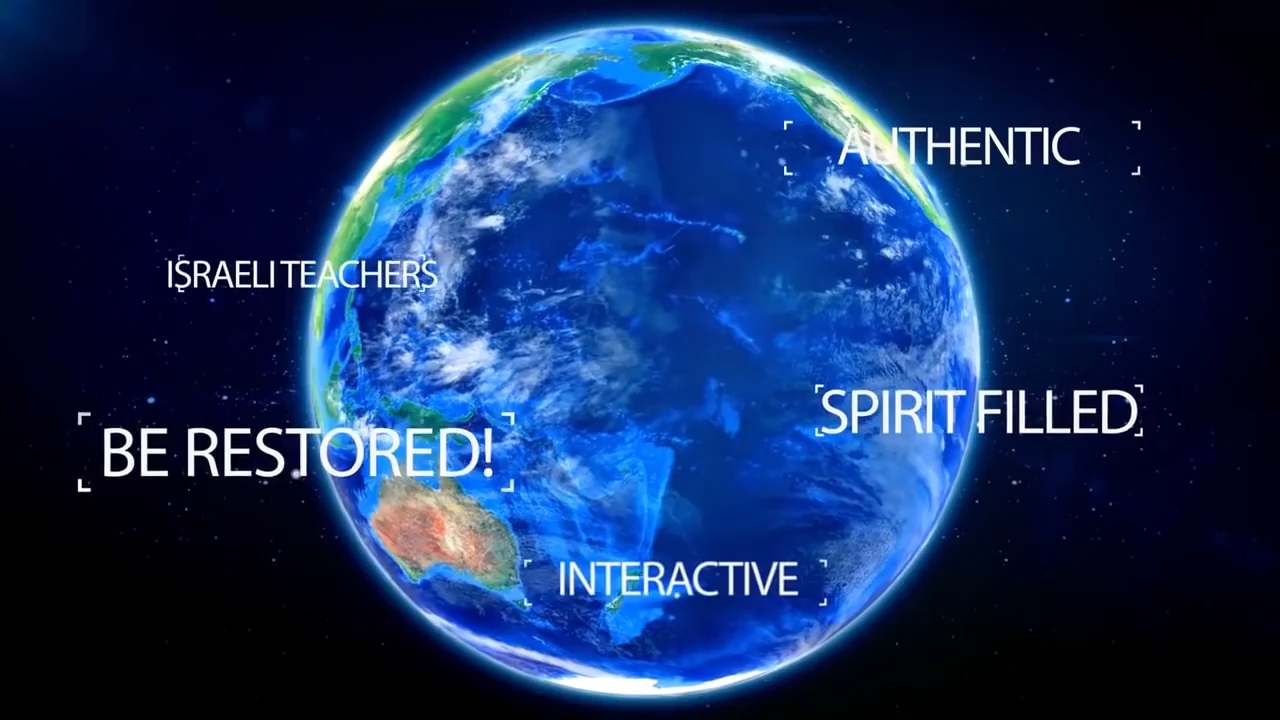 AUTHENTIC
ISRAELI TEACHERS
SPIRIT FILLED
BE RESTORED!
INTERACTIVE